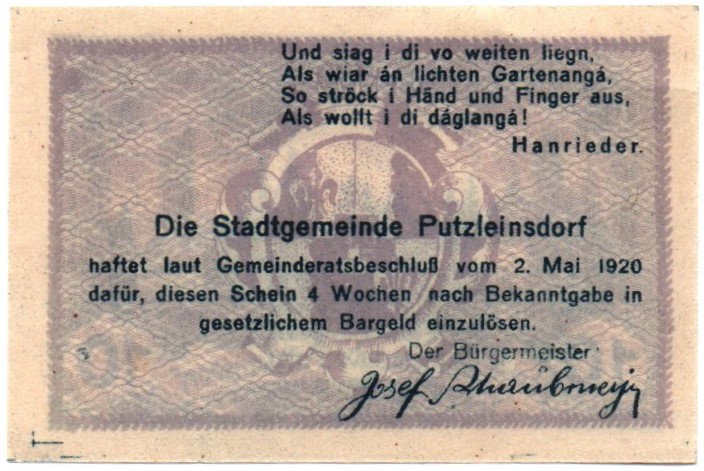 Und siag i di vo weiten liegn,
Als wiar án lichten Gartenangá,
So ströck i Händ und Finger aus,
Als wollt i di dáglangá!
Hanrieder.
Die Stadtgemeinde Putzleinsdorf
haftet laut Gemeinderatsbeschluß vom 2. Mai 1920
dafür, diesen Schein 4 Wochen nach Bekanntgabe in
gesetzlichem Bargeld einzulösen.
Der Bürgermeister
Josef